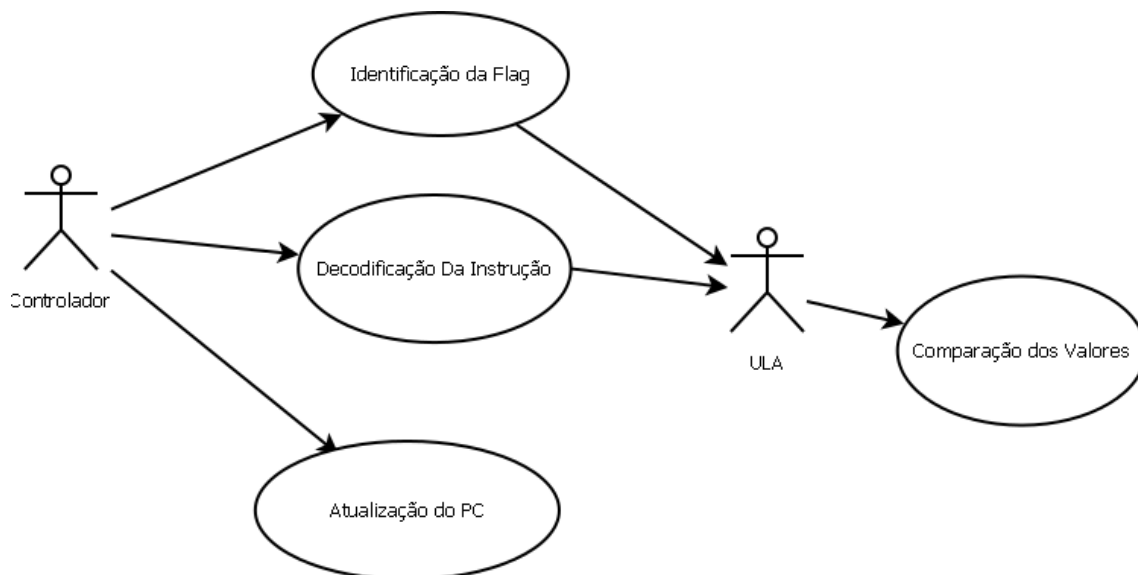 Identificação da Flag
Controlador
Decodificação Da Instrução
ULA
Comparação dos Valores
Atualização do PC